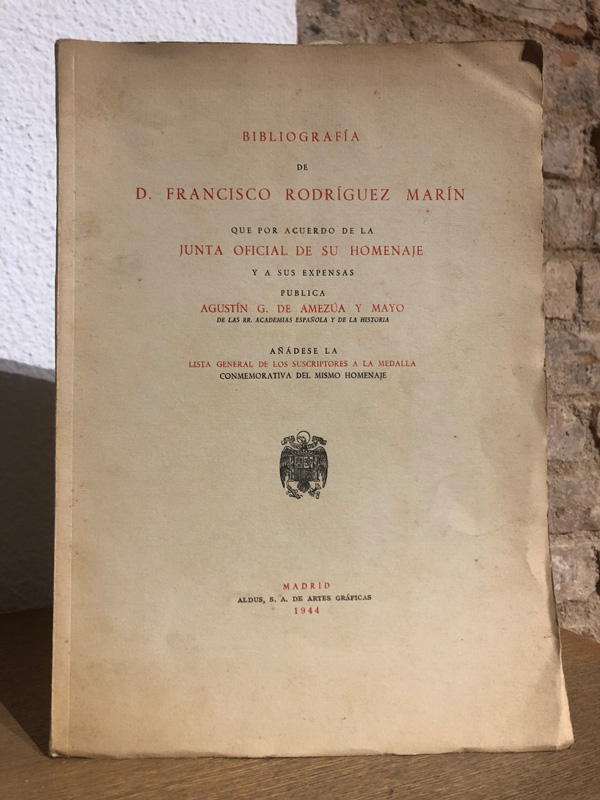 BIBLIOGRAFÍA
DE
D. FRANCISCO RODRÍGUEZ MARÍN
QUE POR ACUERDO DE LA
JUNTA OFICIAL DE SU HOMENAJE
Y A SUS EXPENSAS
PUBLICA
AGUSTÍN G. DE AMEZÚA Y MAYO
DE LAS RR. ACADEMIAS ESPAÑOLA Y DE LA HISTORIA
AÑÁDESE LA
LISTA GENERAL DE LOS SUSCRIPTORES A LA MEDALLA
CONMEMORATIVA DEL MISMO HOMENAJE
MADRID
ALDUS, S. A. DE ARTES GRÁFICAS
1944